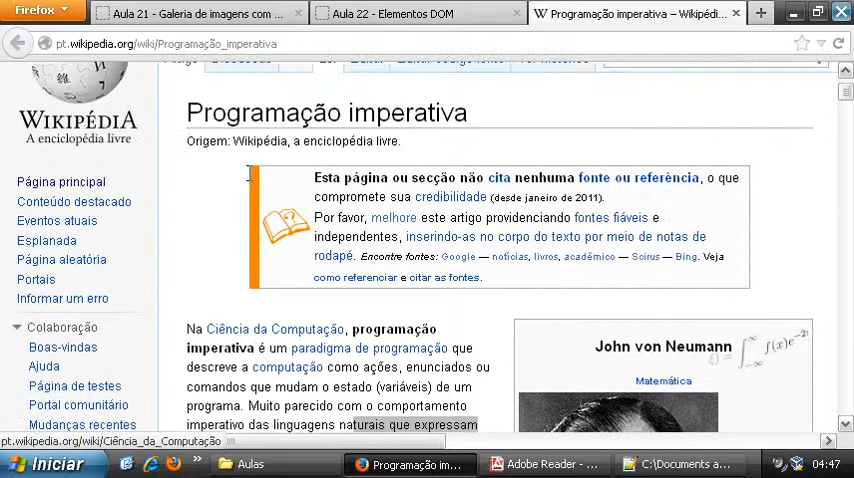 Firefox
Aula 21 - Galeria de imagens com ...
Aula 22 - Elementos DOM
W Programação imperativa – Wikipédi...
pt.wikipedia.org/wiki/Programação_imperativa
WIKIPÉDIA
A enciclopédia livre
Programação imperativa
Origem: Wikipédia, a enciclopédia livre.
Esta página ou secção não cita nenhuma fonte ou referência, o que
compromete sua credibilidade (desde janeiro de 2011).
Por favor, melhore este artigo providenciando fontes fiáveis e
independentes, inserindo-as no corpo do texto por meio de notas de
rodapé. Encontre fontes: Google — notícias, livros, acadêmico — Scirus — Bing. Veja
como referenciar e citar as fontes.
Página principal
Conteúdo destacado
Eventos atuais
Esplanada
Página aleatória
Portais
Informar um erro
Colaboração
Boas-vindas
Ajuda
Página de testes
Portal comunitário
Mudanças recentes
Na Ciência da Computação, programação
imperativa é um paradigma de programação que
descreve a computação como ações, enunciados ou
comandos que mudam o estado (variáveis) de um
programa. Muito parecido com o comportamento
imperativo das linguagens naturais que expressam
John von Neumann
Matemática
pt.wikipedia.org/wiki/Ciência_da_Computação
Iniciar
Aulas
Programação im...
Adobe Reader - ...
C:\Documents a...
04:47